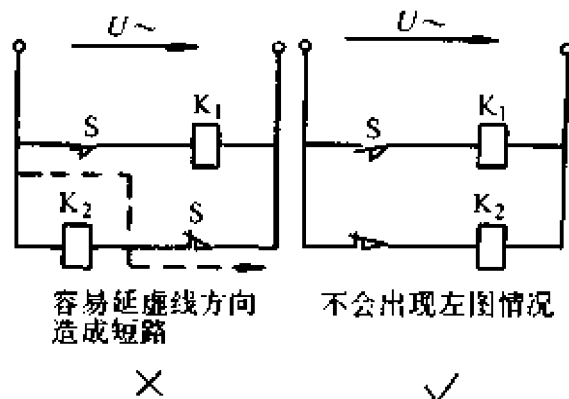 U~ U~
K₁ K₁
S S
K₂ S K₂
容易延虚线方向
造成短路
不会出现左图情况